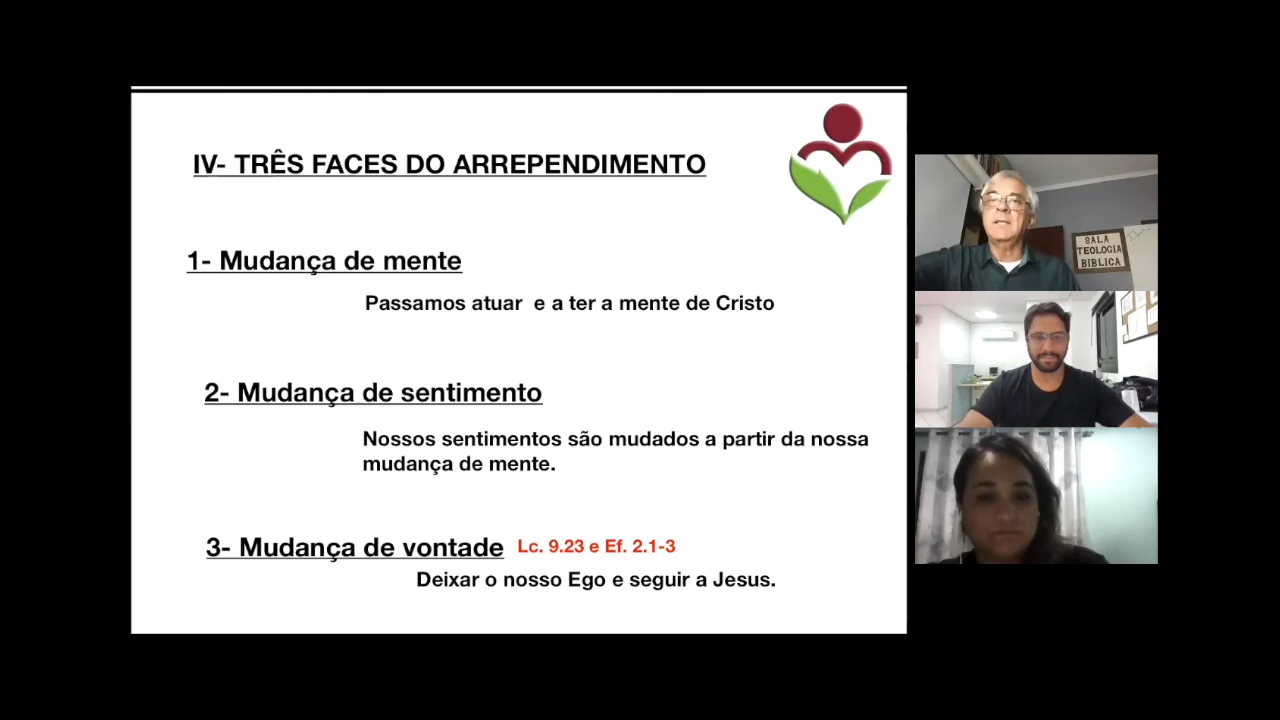 IV- TRÊS FACES DO ARREPENDIMENTO
1- Mudança de mente
Passamos atuar e a ter a mente de Cristo
2- Mudança de sentimento
Nossos sentimentos são mudados a partir da nossa
mudança de mente.
3- Mudança de vontade Lc. 9.23 e Ef. 2.1-3
Deixar o nosso Ego e seguir a Jesus.
SALA
TEOLOGIA
BIBLICA